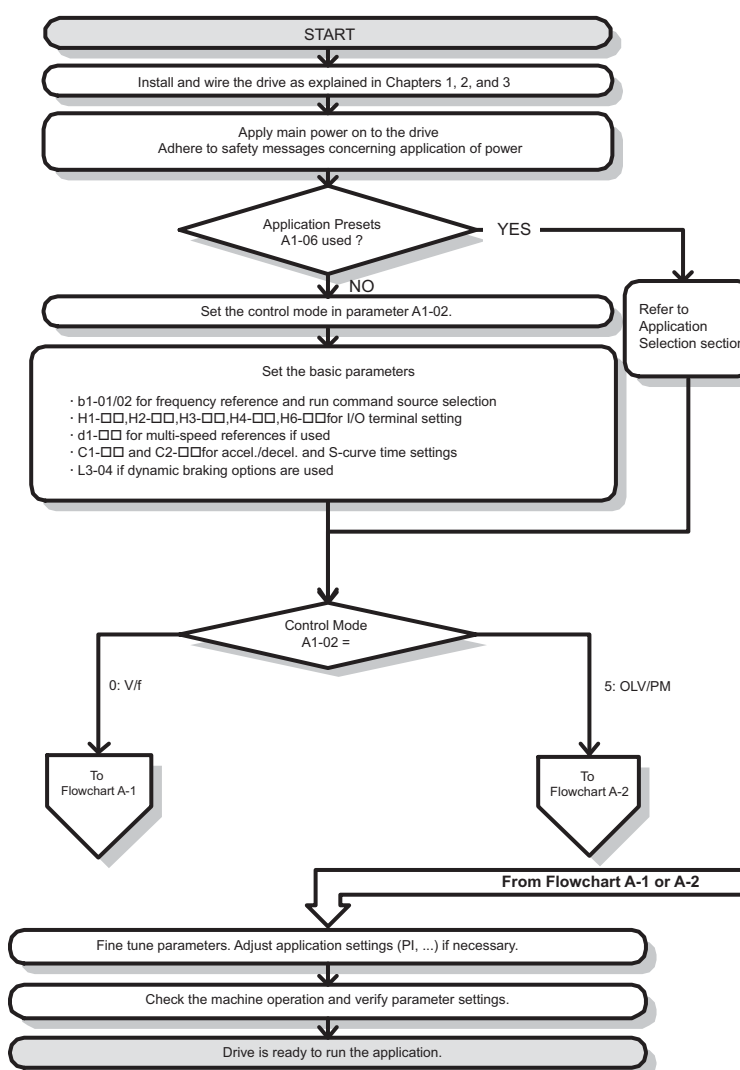 START
Install and wire the drive as explained in Chapters 1, 2, and 3
Apply main power on to the drive
Adhere to safety messages concerning application of power
Application Presets
A1-06 used ?
YES
NO
Set the control mode in parameter A1-02.
Refer to
Application
Selection section
Set the basic parameters
· b1-01/02 for frequency reference and run command source selection
· H1-□□,H2-□□,H3-□□,H4-□□,H6-□□for I/O terminal setting
· d1-□□ for multi-speed references if used
· C1-□□ and C2-□□for accel./decel. and S-curve time settings
· L3-04 if dynamic braking options are used
Control Mode
A1-02 =
0: V/f
5: OLV/PM
To
Flowchart A-1
To
Flowchart A-2
From Flowchart A-1 or A-2
Fine tune parameters. Adjust application settings (PI, ...) if necessary.
Check the machine operation and verify parameter settings.
Drive is ready to run the application.